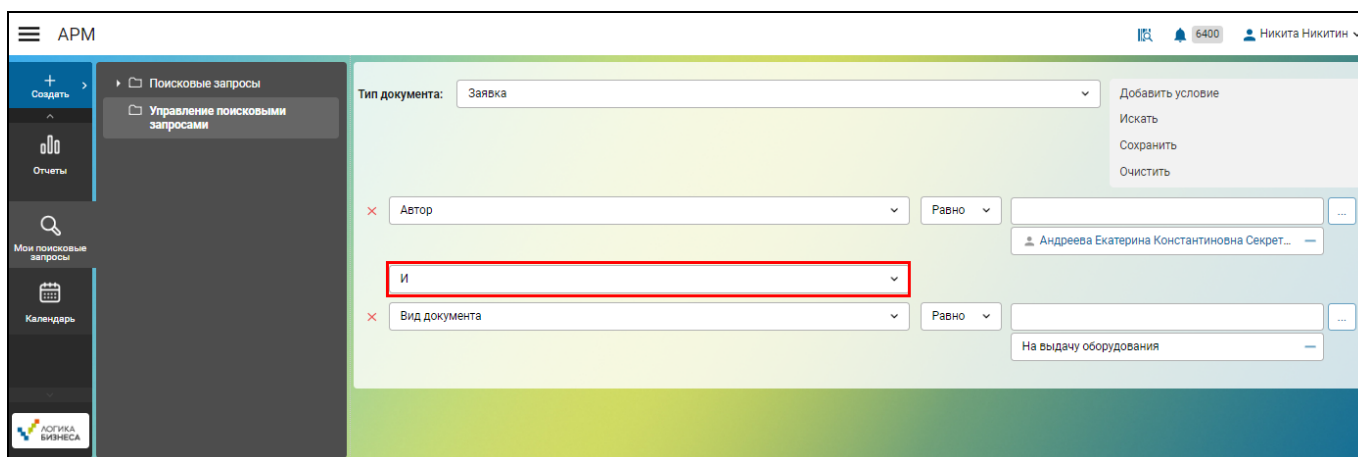 АРМ
6400
Никита Никитин
Создать
Отчеты
Мои поисковые
запросы
Календарь
ЛОГИКА
БИЗНЕСА
Поисковые запросы
Управление поисковыми
запросами
Тип документа: Заявка
Добавить условие
Искать
Сохранить
Очистить
Автор Равно ...
Андреева Екатерина Константиновна Секрет...
И
Вид документа Равно ...
На выдачу оборудования